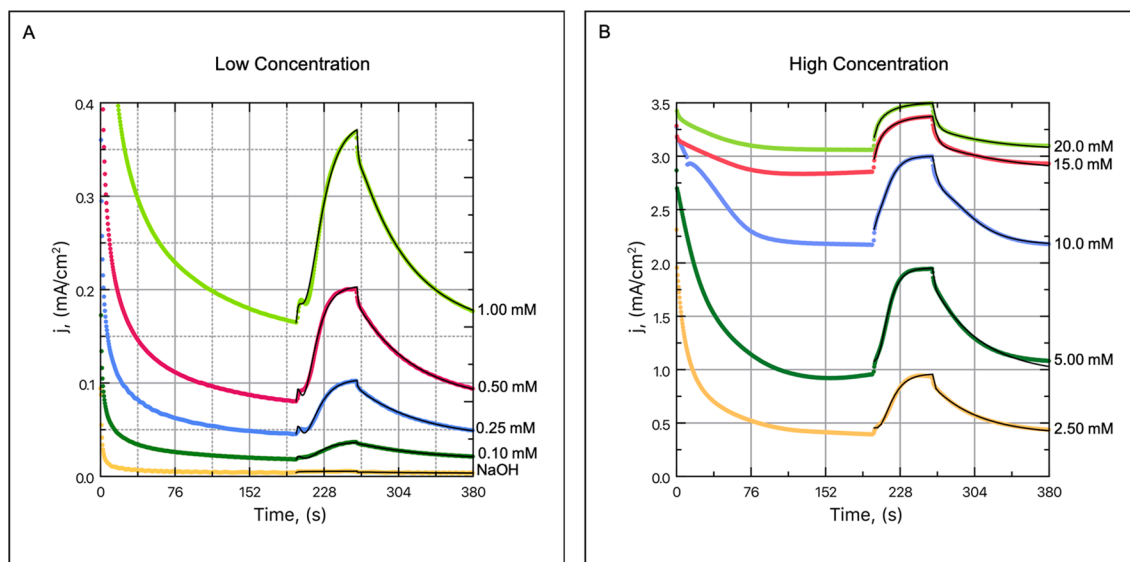 A
Low Concentration
0.4
0.3
0.2
0.1
0.0
j, (mA/cm²)
1.00 mM
0.50 mM
0.25 mM
0.10 mM
NaOH
0
76
152
228
304
380
Time, (s)
B
High Concentration
3.5
3.0
2.5
2.0
1.5
1.0
0.5
0.0
j, (mA/cm²)
20.0 mM
15.0 mM
10.0 mM
5.00 mM
2.50 mM
0
76
152
228
304
380
Time, (s)